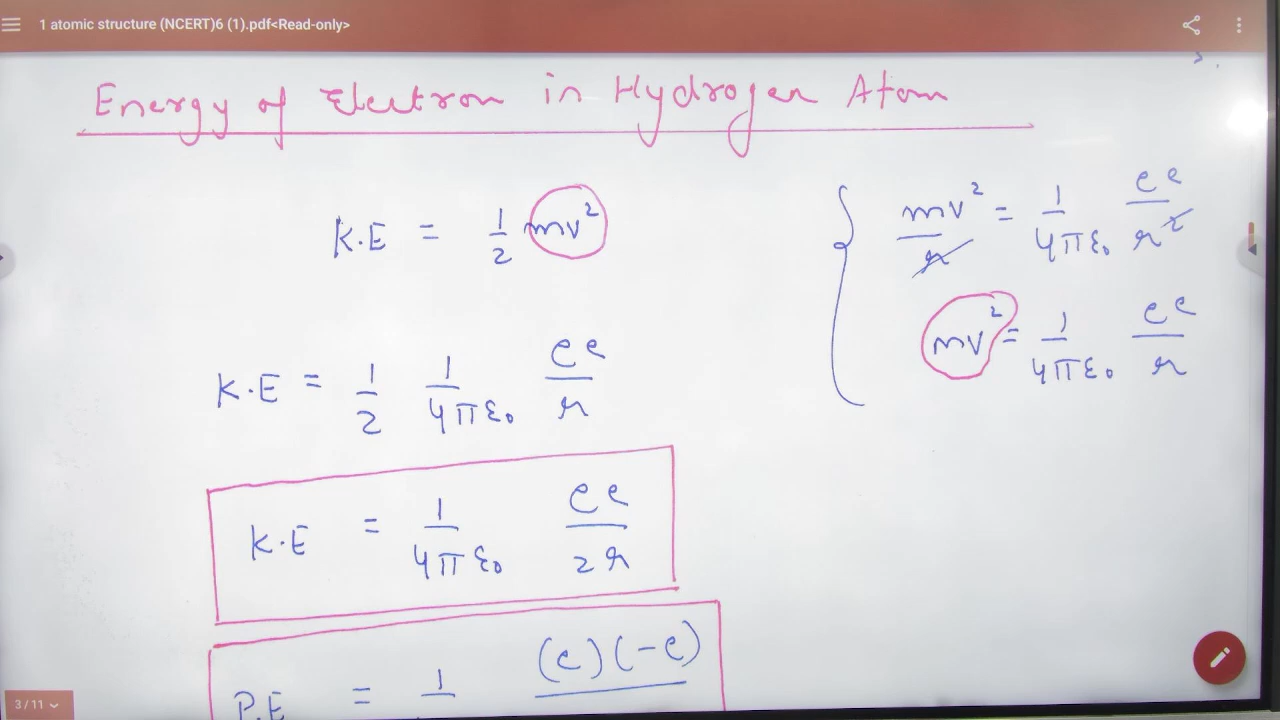 1 atomic structure (NCERT)6 (1).pdf<Read-only>
Energy of Electron in Hydrogen Atom
K.E = 1/2 mv²
mv²/r = 1/4πε₀ ee/r²
mv² = 1/4πε₀ ee/r
K.E = 1/2 1/4πε₀ ee/r
K.E = 1/4πε₀ ee/2r
P.E = 1 (e)(-e)
3 / 11